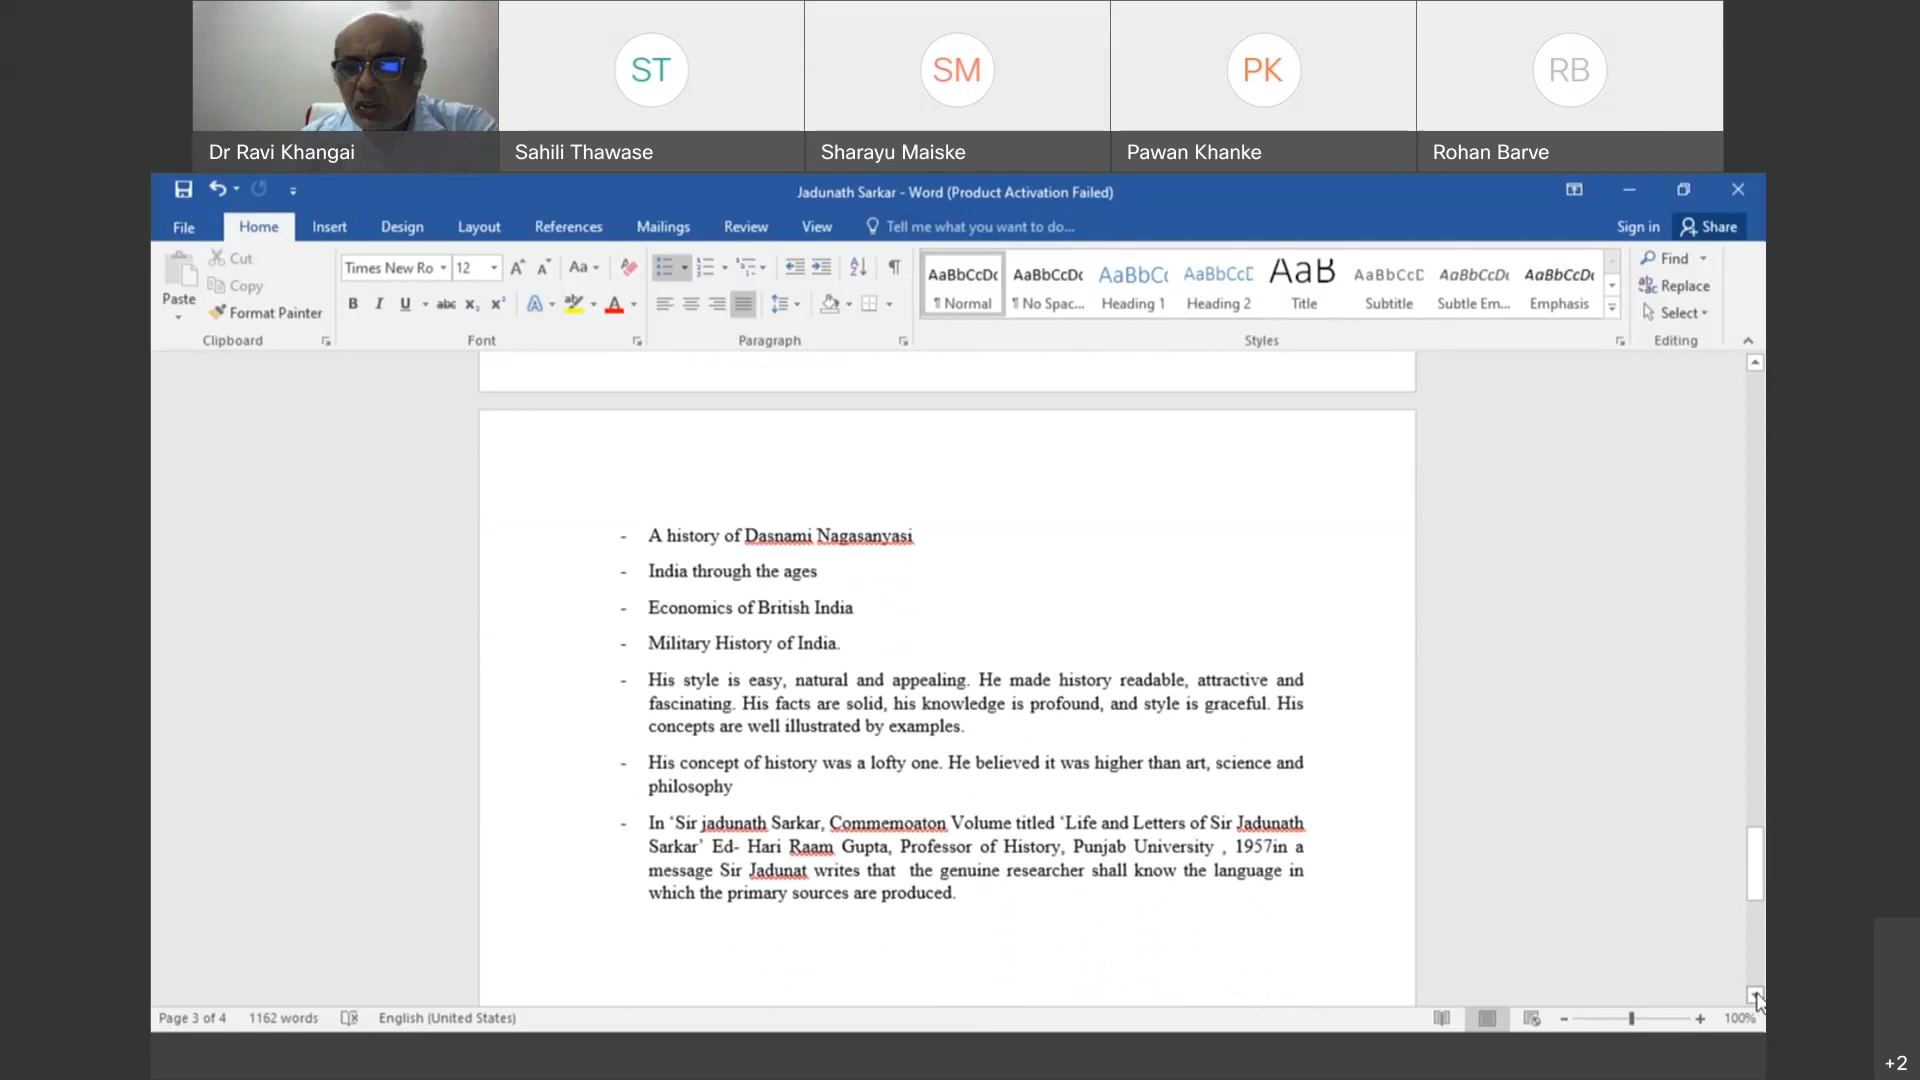 ST
SM
PK
RB
Dr Ravi Khangai
Sahili Thawase
Sharayu Maiske
Pawan Khanke
Rohan Barve
Jadunath Sarkar - Word (Product Activation Failed)
File
Home
Insert
Design
Layout
References
Mailings
Review
View
Tell me what you want to do...
Sign in
Share
Paste
Cut
Copy
Format Painter
Clipboard
Times New Ro
12
Aa
B I U abc X₂ X²
A
Font
Paragraph
AaBbCcDc
¶ Normal
AaBbCcDc
¶ No Spac...
AaBbC(
Heading 1
AaBbCcE
Heading 2
AaB
Title
AaBbCcD
Subtitle
AaBbCcDc
Subtle Em...
AaBbCcDc
Emphasis
Styles
Find
Replace
Select
Editing
- A history of Dasnami Nagasanyasi
- India through the ages
- Economics of British India
- Military History of India.
- His style is easy, natural and appealing. He made history readable, attractive and
fascinating. His facts are solid, his knowledge is profound, and style is graceful. His
concepts are well illustrated by examples.
- His concept of history was a lofty one. He believed it was higher than art, science and
philosophy
- In ‘Sir jadunath Sarkar, Commemoaton Volume titled ‘Life and Letters of Sir Jadunath
Sarkar’ Ed- Hari Raam Gupta, Professor of History, Punjab University , 1957in a
message Sir Jadunat writes that the genuine researcher shall know the language in
which the primary sources are produced.
Page 3 of 4
1162 words
English (United States)
100%
+2